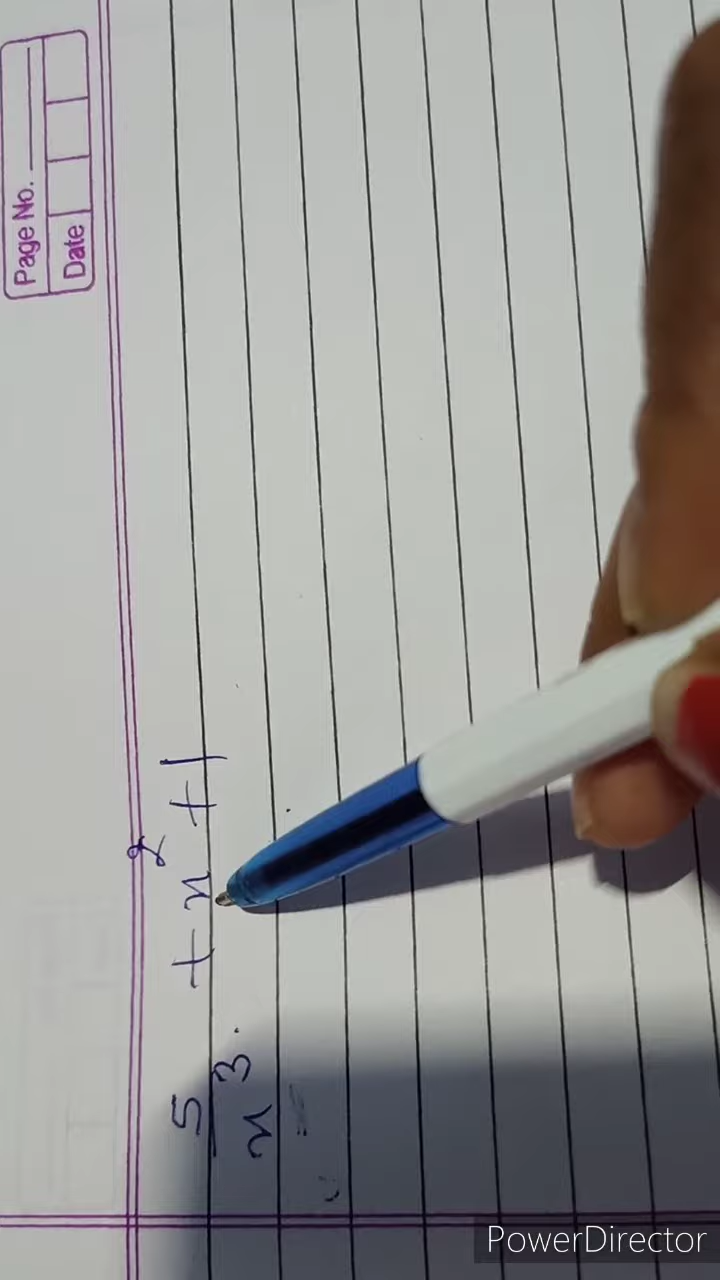 Page No.
Date
5/x³ + x² + 1
=
PowerDirector